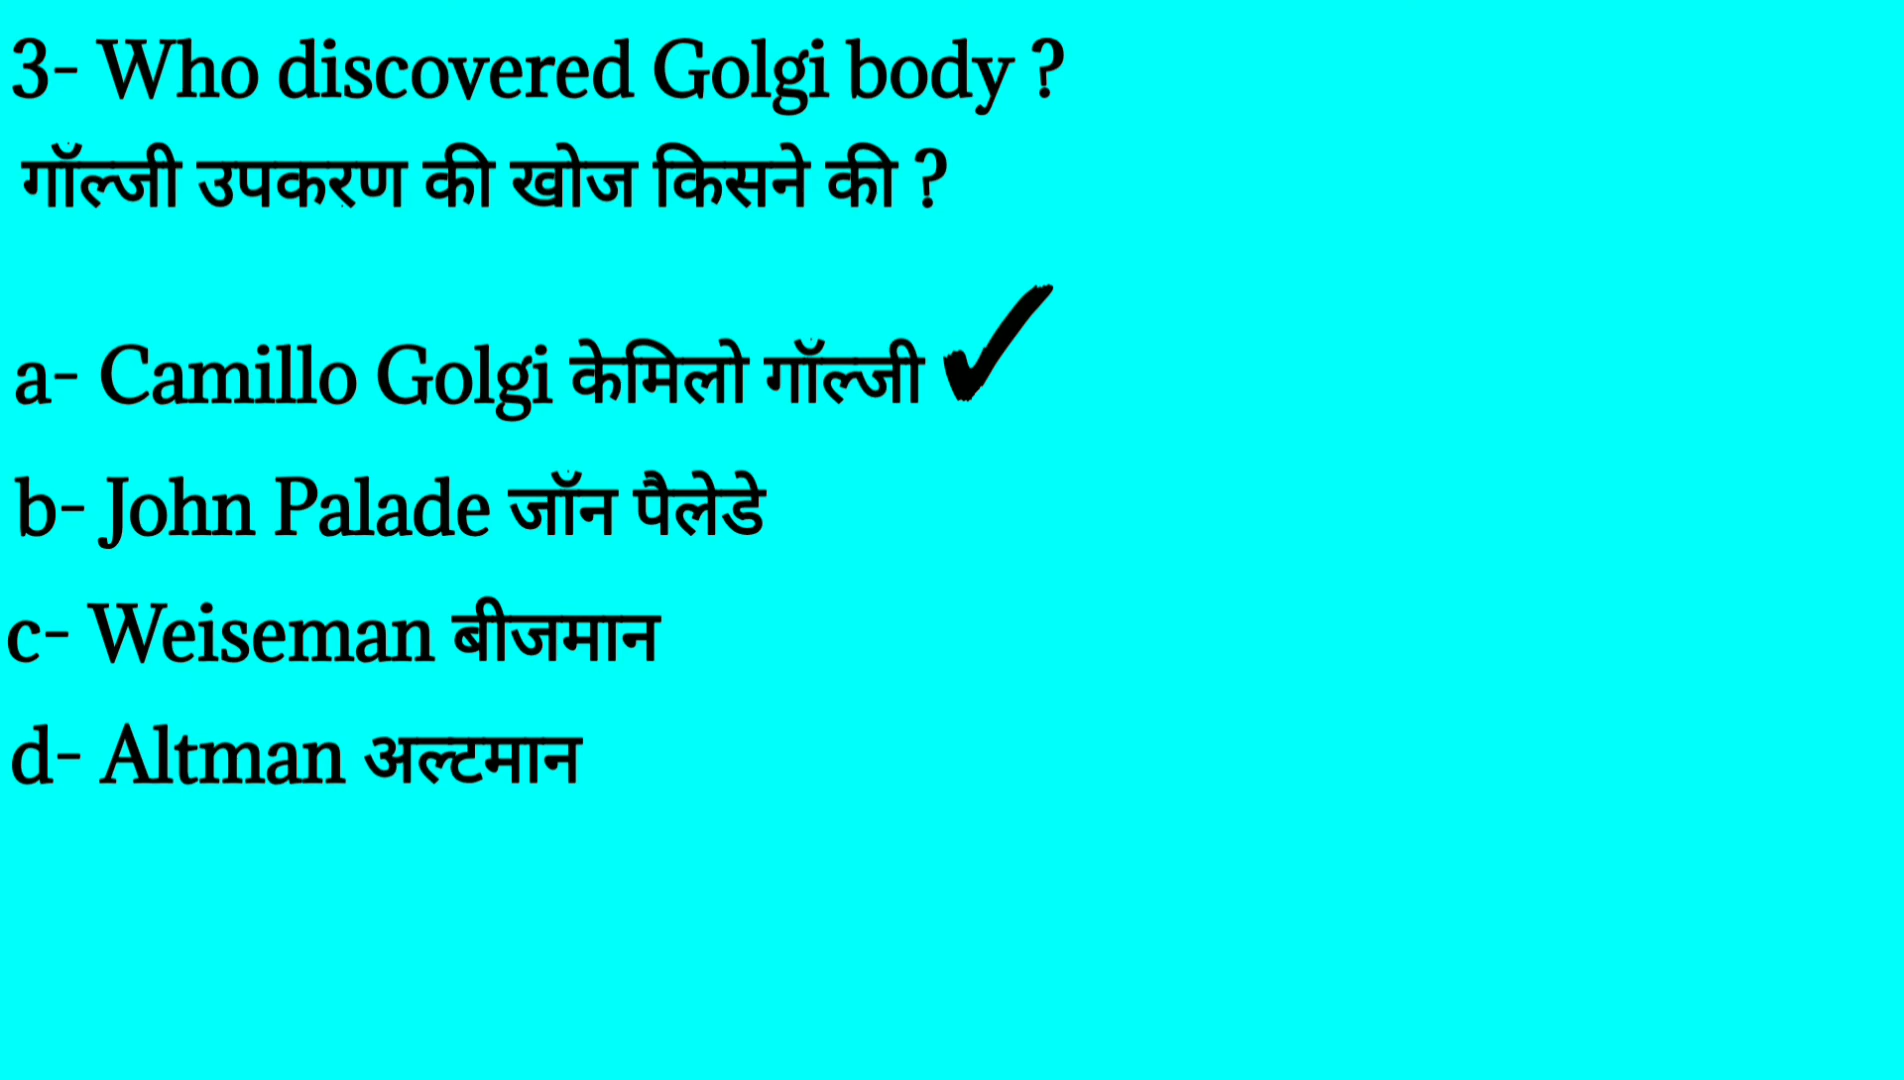 3- Who discovered Golgi body ?
गॉल्जी उपकरण की खोज किसने की ?
a- Camillo Golgi केमिलो गॉल्जी ✓
b- John Palade जॉन पैलेडे
c- Weiseman बीजमान
d- Altman अल्टमान